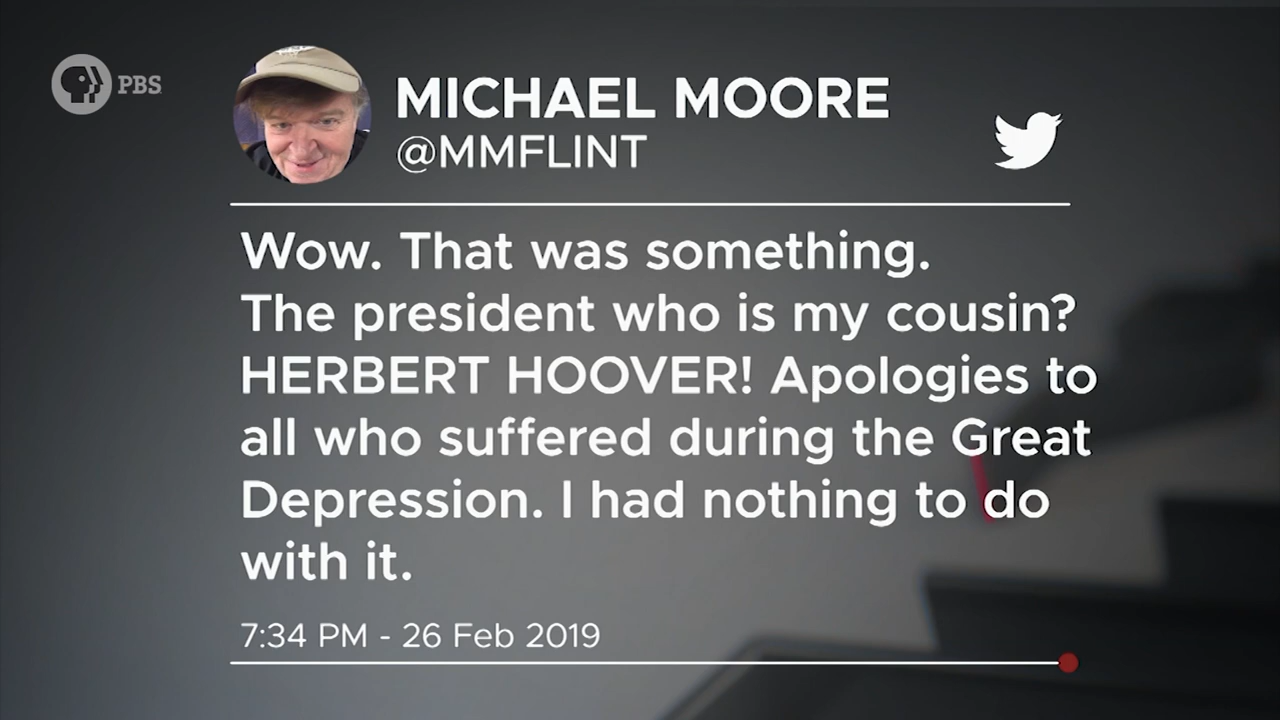 PBS
MICHAEL MOORE
@MMFLINT
Wow. That was something.
The president who is my cousin?
HERBERT HOOVER! Apologies to
all who suffered during the Great
Depression. I had nothing to do
with it.
7:34 PM - 26 Feb 2019